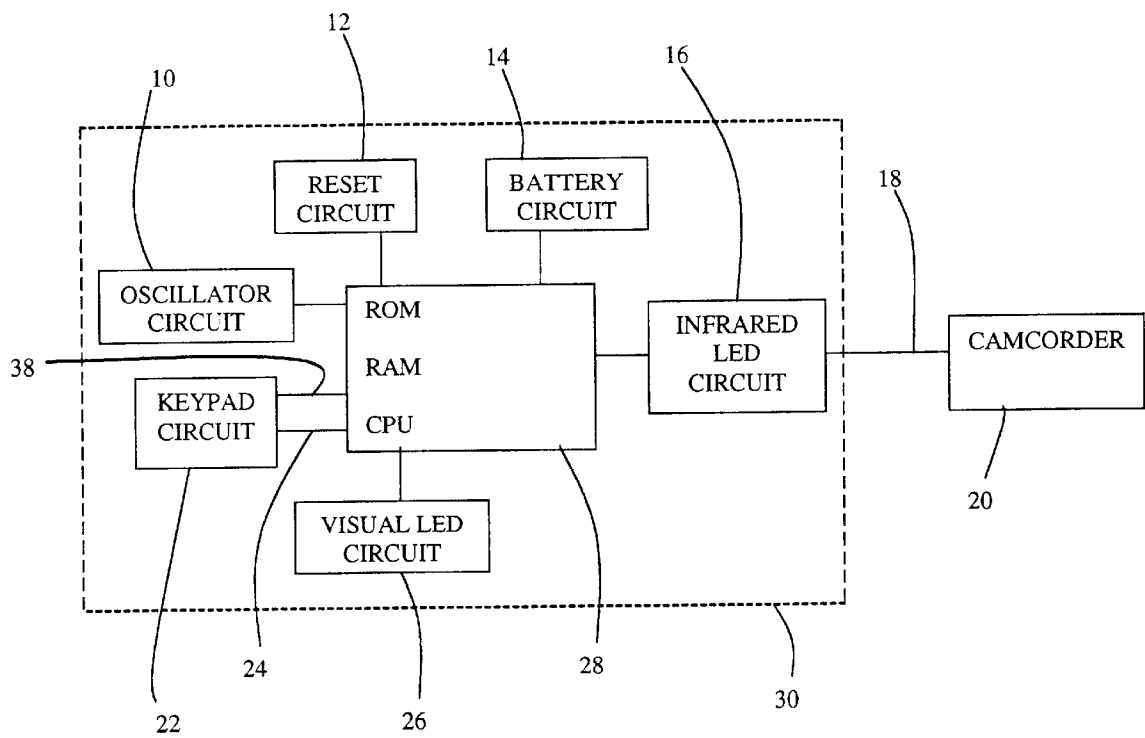 12
14
16
10
18
RESET
CIRCUIT
BATTERY
CIRCUIT
OSCILLATOR
CIRCUIT
ROM
RAM
CPU
INFRARED
LED
CIRCUIT
CAMCORDER
38
KEYPAD
CIRCUIT
20
VISUAL LED
CIRCUIT
24
28
30
22
26